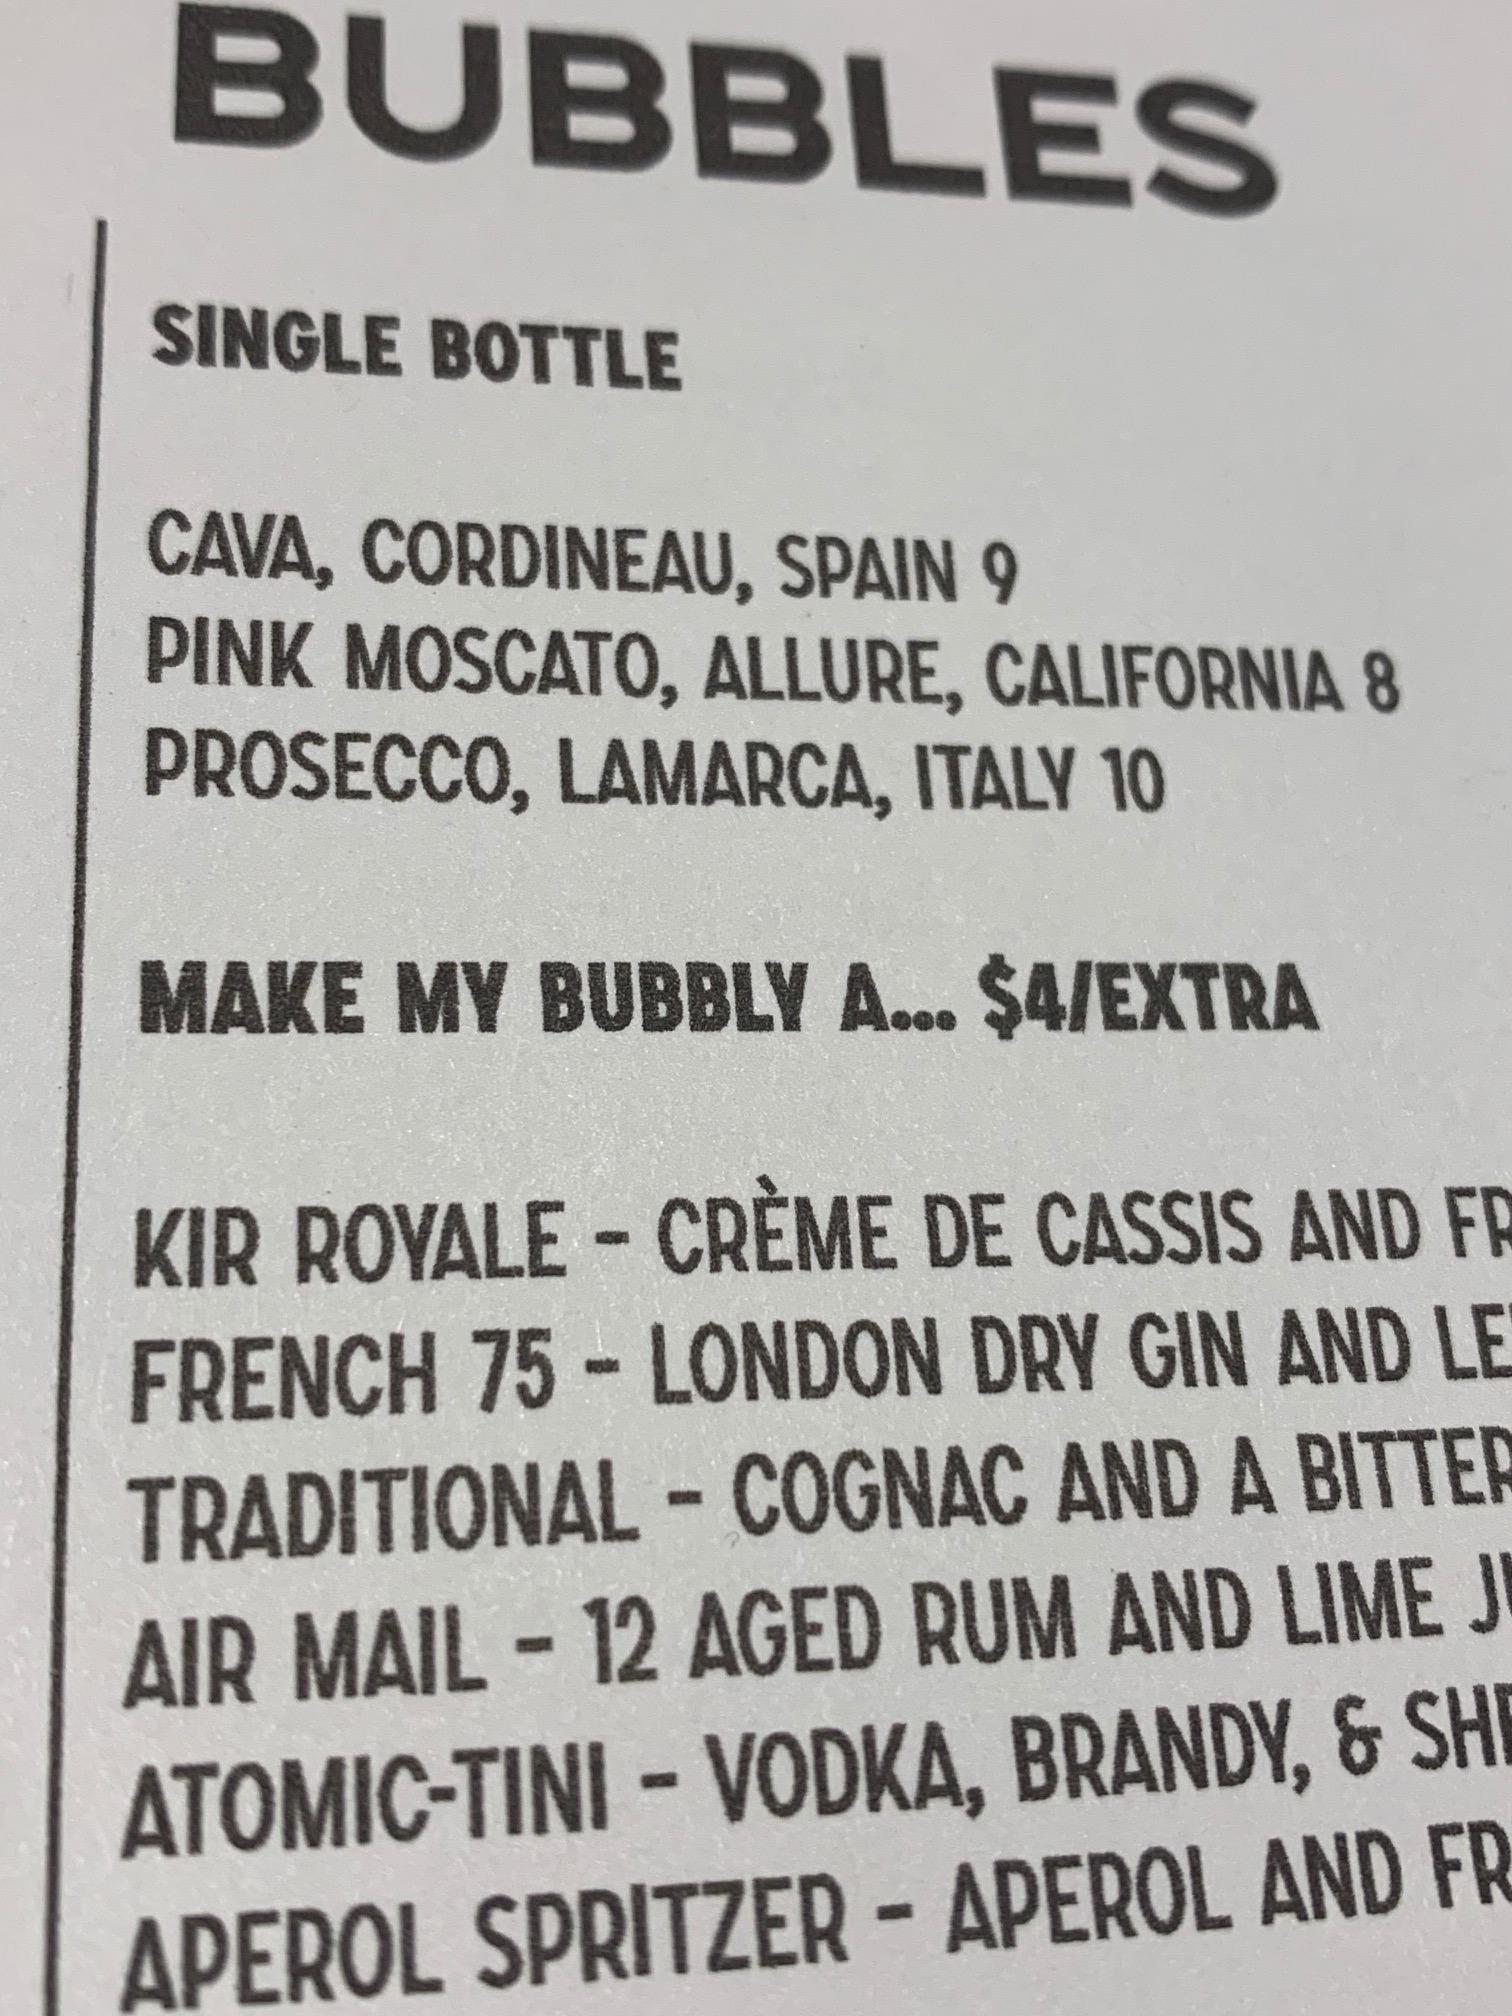 BUBBLES
SINGLE BOTTLE
CAVA, CORDINEAU, SPAIN 9
PINK MOSCATO, ALLURE, CALIFORNIA 8
PROSECCO, LAMARCA, ITALY 10
MAKE MY BUBBLY A... $4/EXTRA
KIR ROYALE - CRÈME DE CASSIS AND
FRENCH 75 - LONDON DRY GIN AND
TRADITIONAL - COGNAC AND A BITTER
AIR MAIL - 12 AGED RUM AND LIME
ATOMIC-TINI - VODKA, BRANDY, &
APEROL SPRITZER - APEROL AND